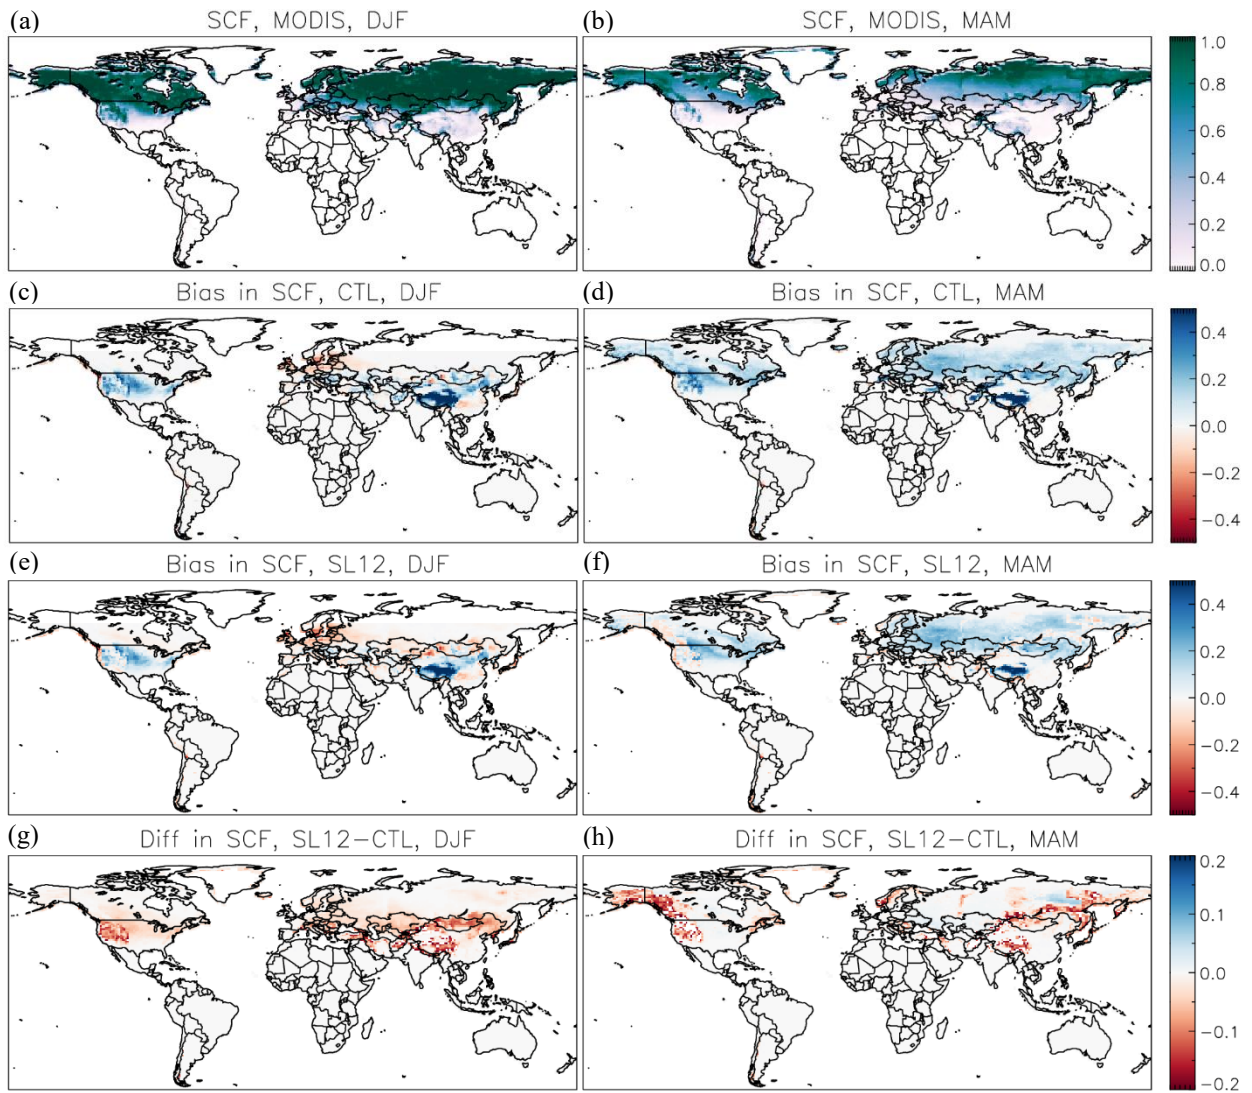 (a) SCF, MODIS, DJF
(b) SCF, MODIS, MAM
1.0
0.8
0.6
0.4
0.2
0.0
(c) Bias in SCF, CTL, DJF
(d) Bias in SCF, CTL, MAM
0.4
0.2
0.0
−0.2
−0.4
(e) Bias in SCF, SL12, DJF
(f) Bias in SCF, SL12, MAM
0.4
0.2
0.0
−0.2
−0.4
(g) Diff in SCF, SL12−CTL, DJF
(h) Diff in SCF, SL12−CTL, MAM
0.2
0.1
0.0
−0.1
−0.2